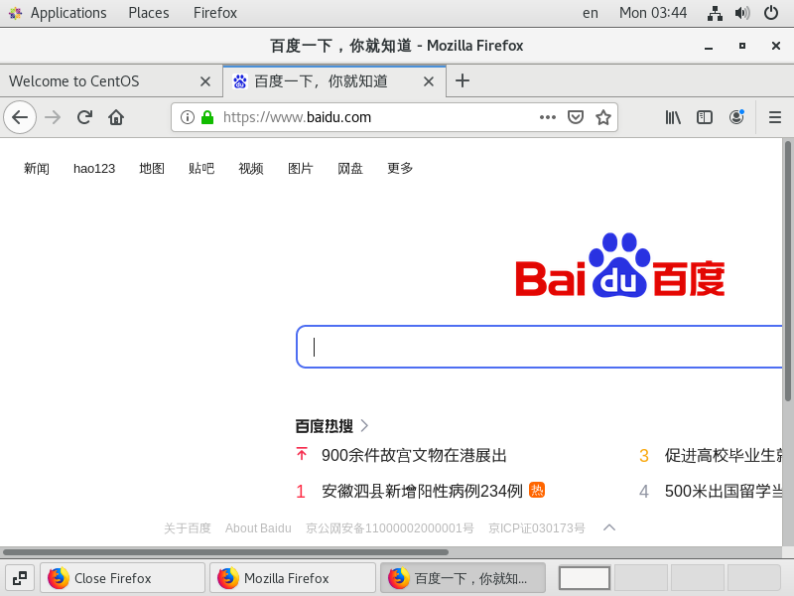 Applications Places Firefox en Mon 03:44
百度一下，你就知道 - Mozilla Firefox
Welcome to CentOS 百度一下，你就知道
https://www.baidu.com
新闻 hao123 地图 贴吧 视频 图片 网盘 更多
Bai du 百度
百度热搜
900余件故宫文物在港展出 3 促进高校毕业生
1 安徽泗县新增阳性病例234例 热 4 500米出国留学
关于百度 About Baidu 京公网安备11000002000001号 京ICP证030173号
Close Firefox Mozilla Firefox 百度一下，你就知...